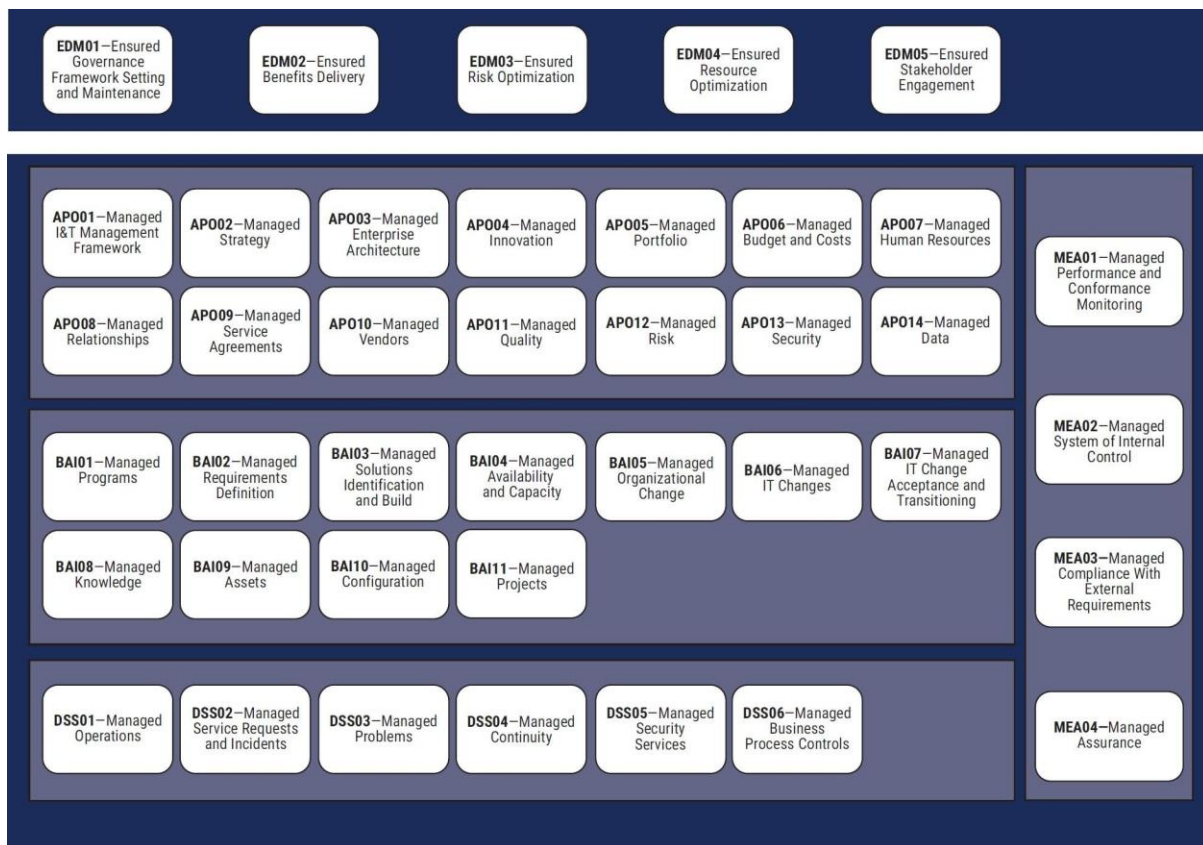 EDM01—Ensured
Governance
Framework Setting
and Maintenance
EDM02—Ensured
Benefits Delivery
EDM03—Ensured
Risk Optimization
EDM04—Ensured
Resource
Optimization
EDM05—Ensured
Stakeholder
Engagement
APO01—Managed
I&T Management
Framework
APO02—Managed
Strategy
APO03—Managed
Enterprise
Architecture
APO04—Managed
Innovation
APO05—Managed
Portfolio
APO06—Managed
Budget and Costs
APO07—Managed
Human Resources
APO08—Managed
Relationships
APO09—Managed
Service
Agreements
APO10—Managed
Vendors
APO11—Managed
Quality
APO12—Managed
Risk
APO13—Managed
Security
APO14—Managed
Data
BAI01—Managed
Programs
BAI02—Managed
Requirements
Definition
BAI03—Managed
Solutions
Identification
and Build
BAI04—Managed
Availability
and Capacity
BAI05—Managed
Organizational
Change
BAI06—Managed
IT Changes
BAI07—Managed
IT Change
Acceptance and
Transitioning
BAI08—Managed
Knowledge
BAI09—Managed
Assets
BAI10—Managed
Configuration
BAI11—Managed
Projects
DSS01—Managed
Operations
DSS02—Managed
Service Requests
and Incidents
DSS03—Managed
Problems
DSS04—Managed
Continuity
DSS05—Managed
Security
Services
DSS06—Managed
Business
Process Controls
MEA01—Managed
Performance and
Conformance
Monitoring
MEA02—Managed
System of Internal
Control
MEA03—Managed
Compliance With
External
Requirements
MEA04—Managed
Assurance